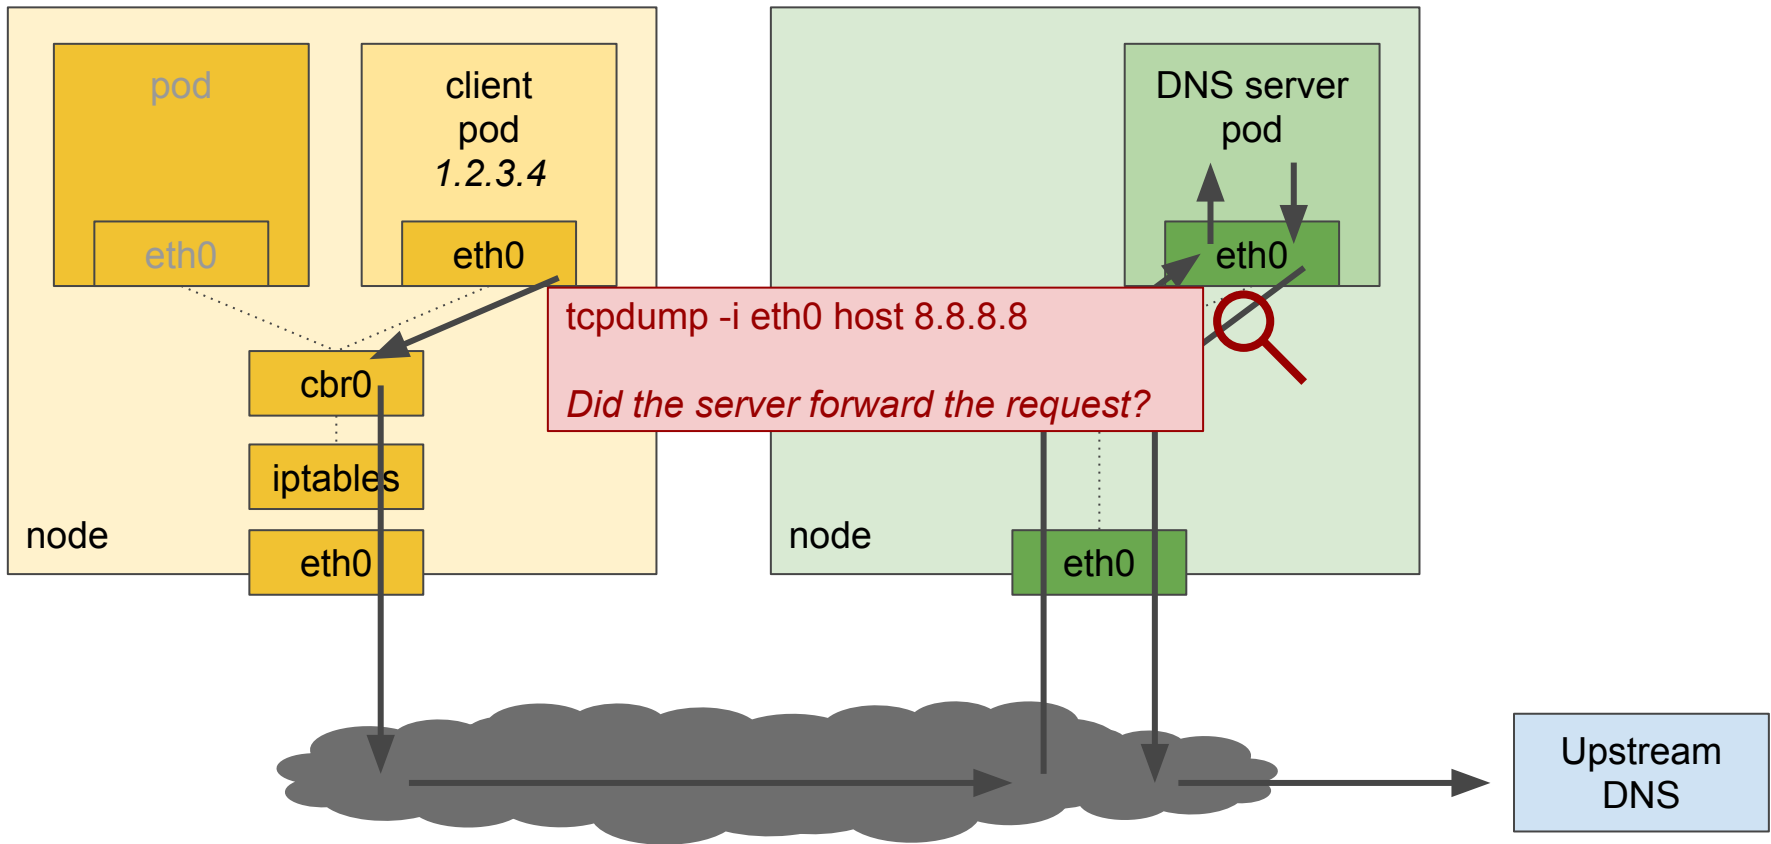 pod
eth0
client
pod
1.2.3.4
eth0
cbr0
iptables
eth0
node
tcpdump -i eth0 host 8.8.8.8
Did the server forward the request?
DNS server
pod
eth0
node
eth0
Upstream
DNS